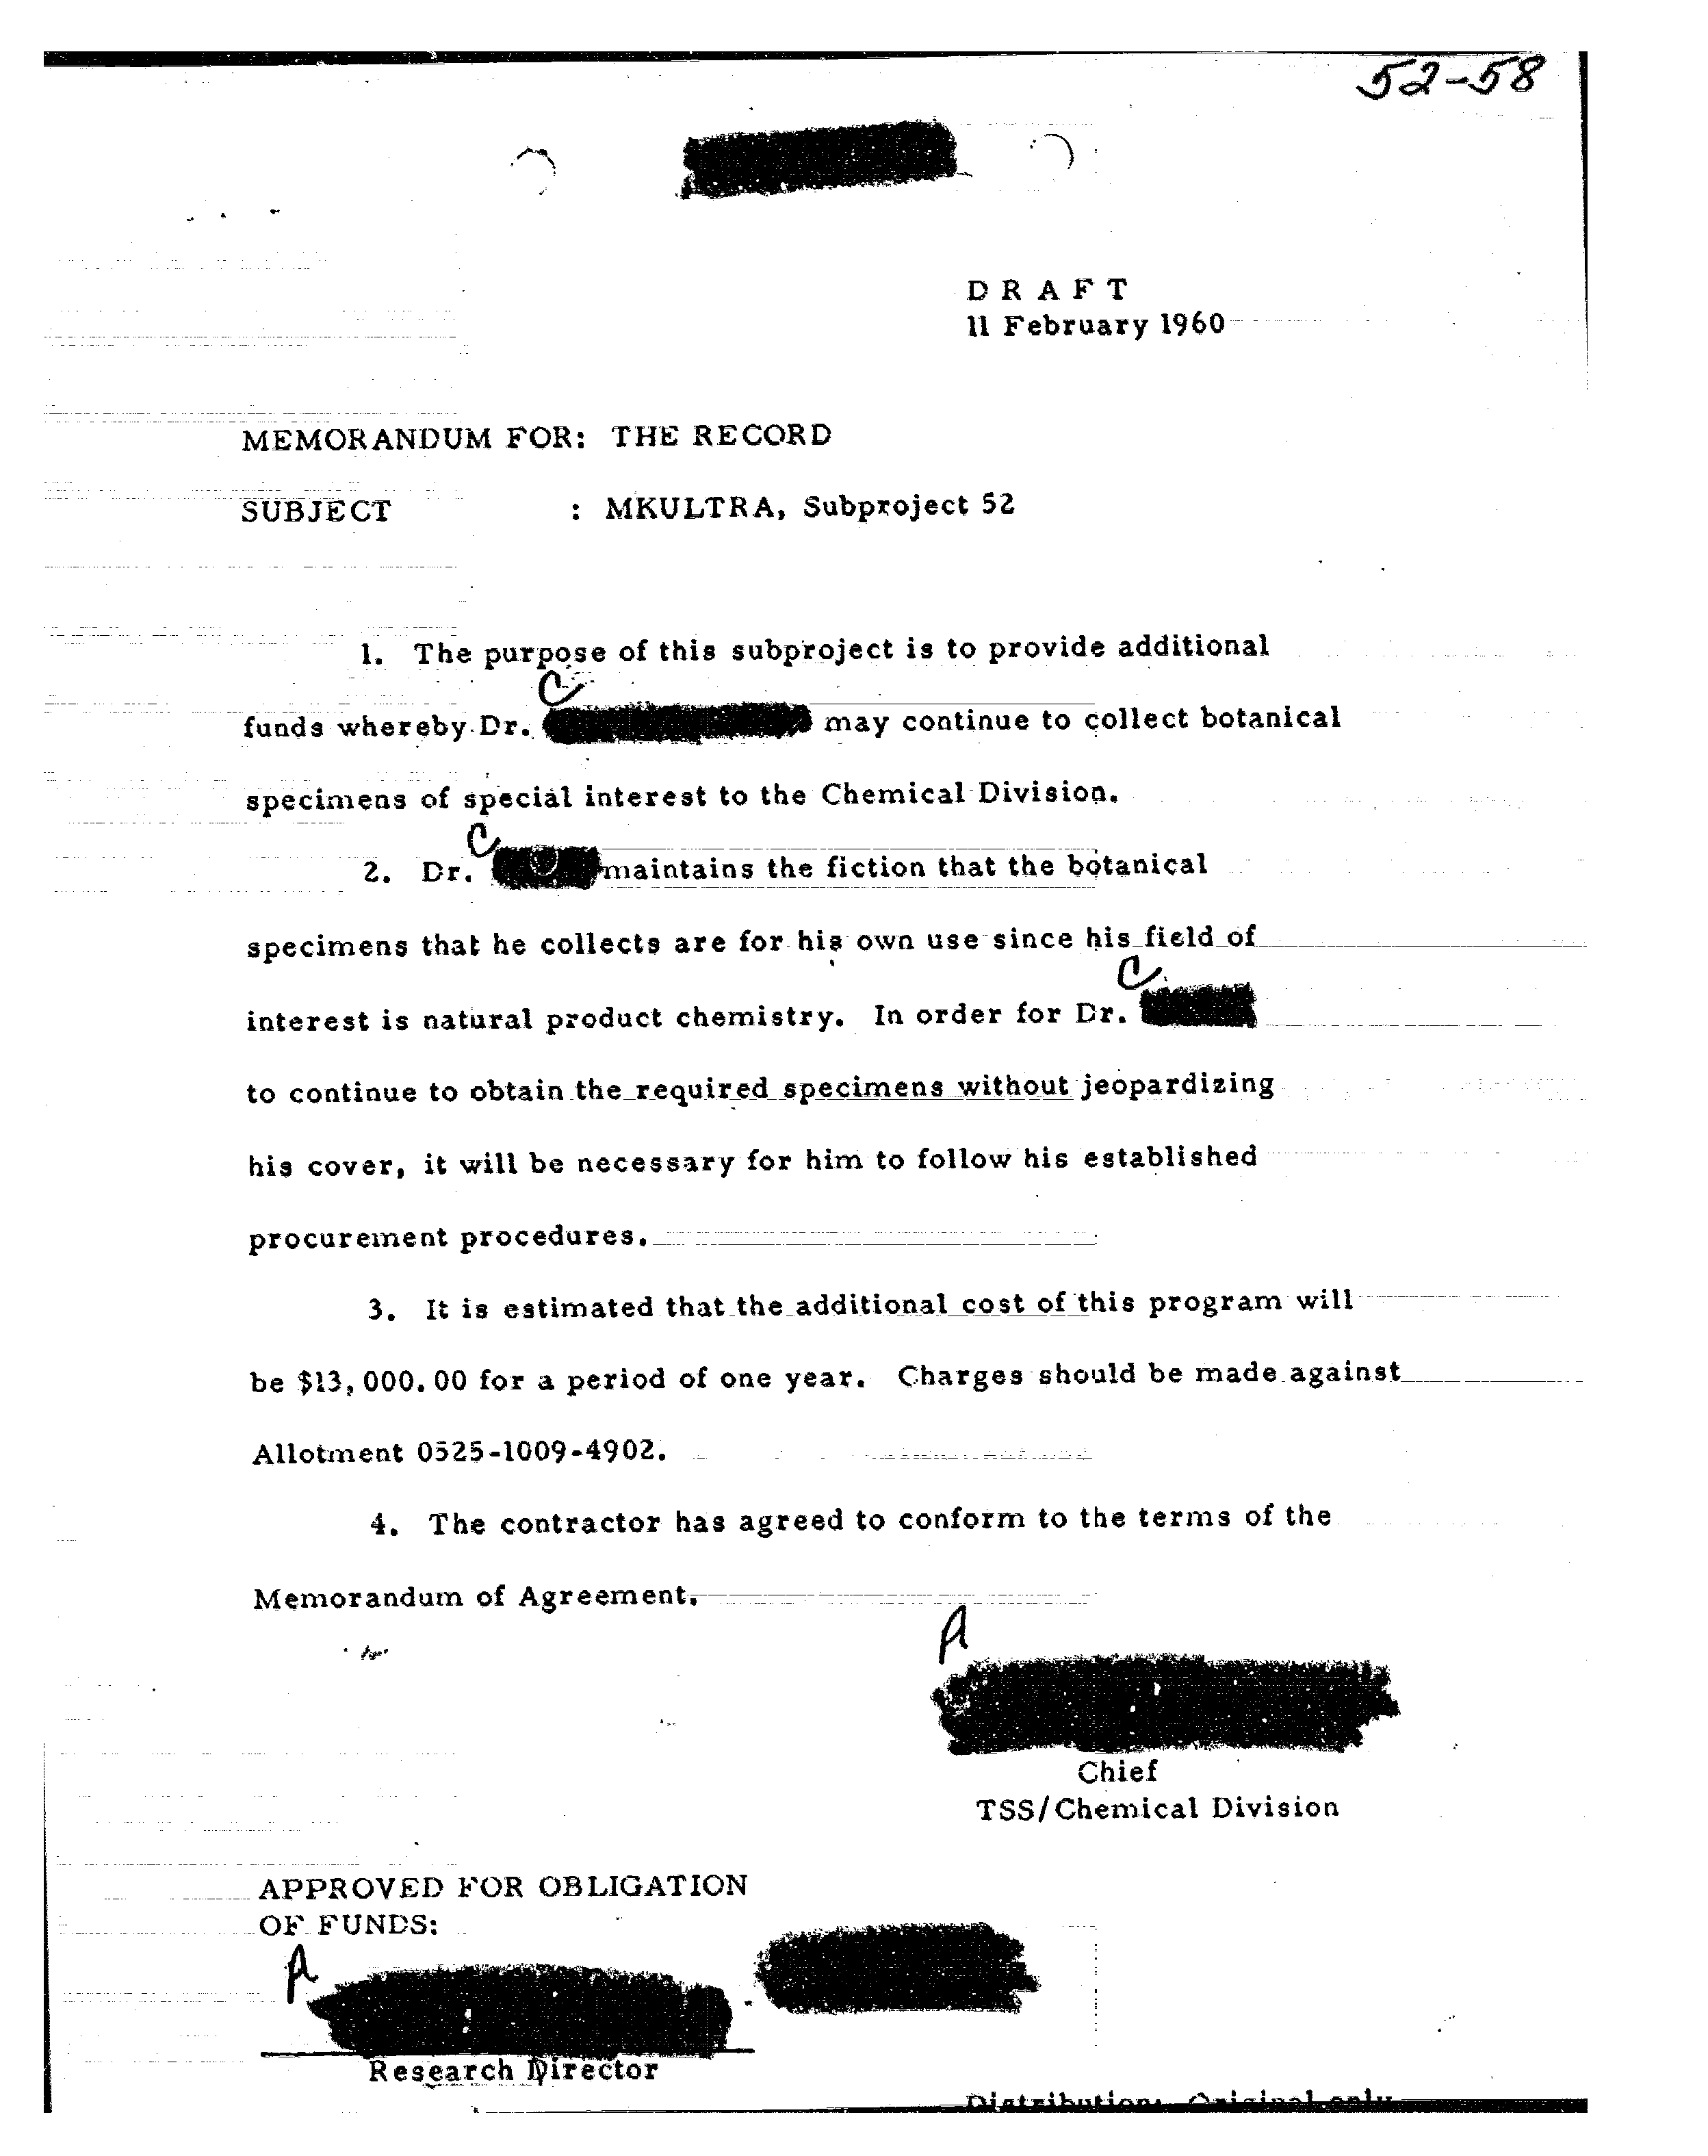 52-58
D R A F T
11 February 1960
MEMORANDUM FOR: THE RECORD
SUBJECT : MKULTRA, Subproject 52
1. The purpose of this subproject is to provide additional
C
funds whereby Dr. may continue to collect botanical
specimens of special interest to the Chemical Division.
C
2. Dr. maintains the fiction that the botanical
specimens that he collects are for his own use since his field of
C
interest is natural product chemistry. In order for Dr.
to continue to obtain the required specimens without jeopardizing
his cover, it will be necessary for him to follow his established
procurement procedures.
3. It is estimated that the additional cost of this program will
be $13,000.00 for a period of one year. Charges should be made against
Allotment 0525-1009-4902.
4. The contractor has agreed to conform to the terms of the
Memorandum of Agreement.
A
Chief
TSS/Chemical Division
APPROVED FOR OBLIGATION
OF FUNDS:
A
Research Director
Distribution: Original only